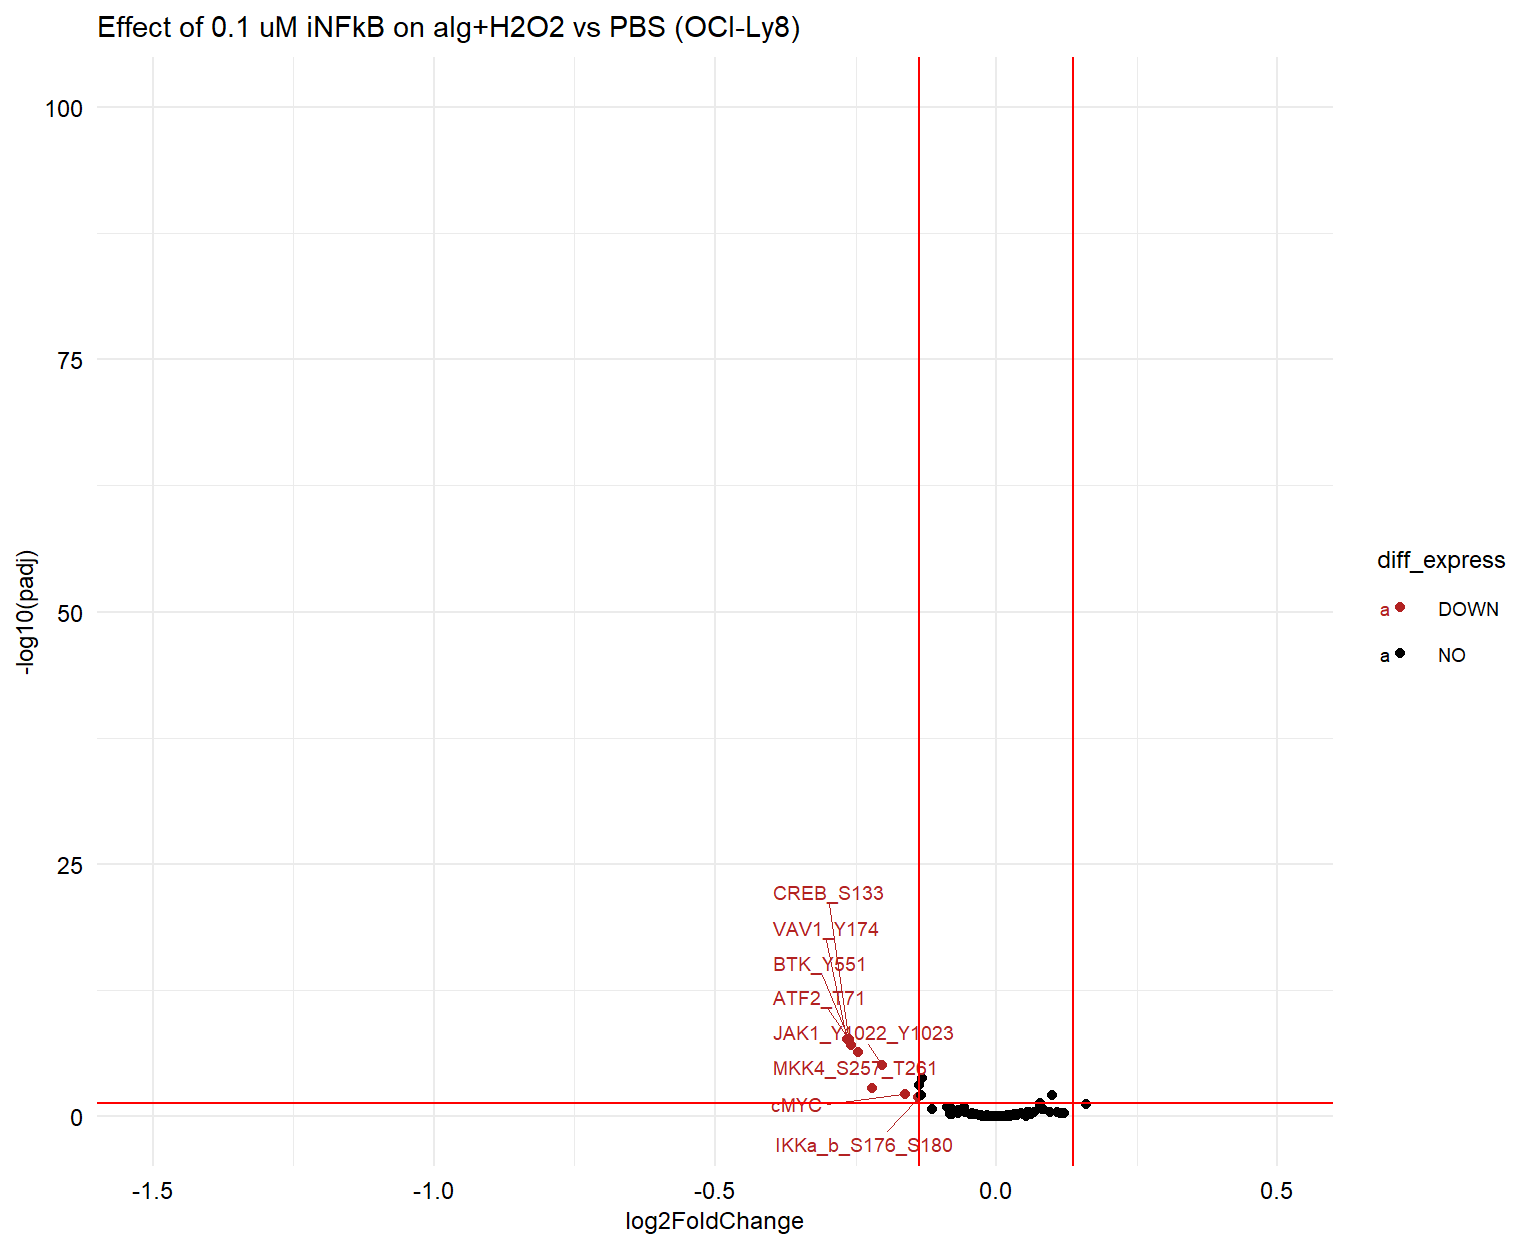 Effect of 0.1 uM iNFkB on aIg+H2O2 vs PBS (OCI-Ly8)
100
75
50
25
0
-log10(padj)
CREB_S133
VAV1_Y174
BTK_Y551
ATF2_T71
JAK1_Y1022_Y1023
MKK4_S257_T261
cMYC
IKKa_b_S176_S180
-1.5
-1.0
-0.5
0.0
0.5
log2FoldChange
diff_express
a DOWN
a NO